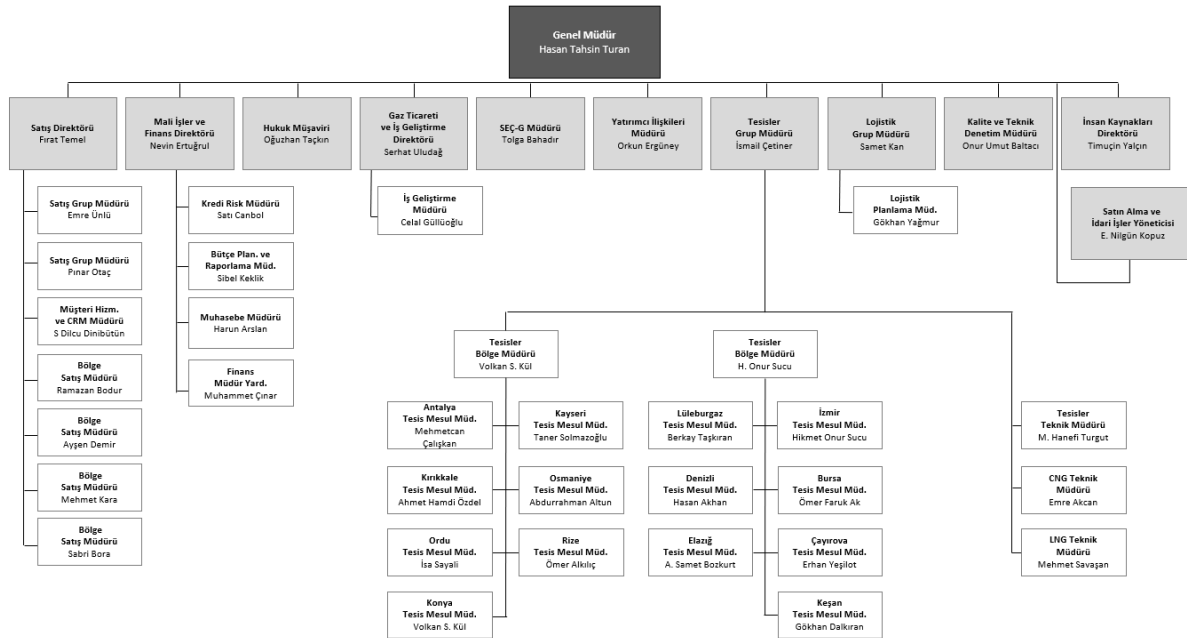 Genel Müdür
Hasan Tahsin Turan
Satış Direktörü
Fırat Temel
Mali İşler ve
Finans Direktörü
Nevin Ertuğrul
Hukuk Müşaviri
Oğuzhan Taçkın
Gaz Ticareti
ve İş Geliştirme
Direktörü
Serhat Uludağ
SEÇ-G Müdürü
Tolga Bahadır
Yatırımcı İlişkileri
Müdürü
Orkun Ergüney
Tesisler
Grup Müdürü
İsmail Çetiner
Lojistik
Grup Müdürü
Samet Kan
Kalite ve Teknik
Denetim Müdürü
Onur Umut Baltacı
İnsan Kaynakları
Direktörü
Timuçin Yalçın
Satış Grup Müdürü
Emre Ünlü
Satış Grup Müdürü
Pınar Otaç
Müşteri Hizm.
ve CRM Müdürü
S Dilcu Dinibütün
Bölge
Satış Müdürü
Ramazan Bodur
Bölge
Satış Müdürü
Ayşen Demir
Bölge
Satış Müdürü
Mehmet Kara
Bölge
Satış Müdürü
Sabri Bora
Kredi Risk Müdürü
Satı Canbol
Bütçe Plan. ve
Raporlama Müd.
Sibel Keklik
Muhasebe Müdürü
Harun Arslan
Finans
Müdür Yard.
Muhammet Çınar
İş Geliştirme
Müdürü
Celal Güllüoğlu
Lojistik
Planlama Müd.
Gökhan Yağmur
Satın Alma ve
İdari İşler Yöneticisi
E. Nilgün Kopuz
Tesisler
Bölge Müdürü
Volkan S. Kül
Tesisler
Bölge Müdürü
H. Onur Sucu
Antalya
Tesis Mesul Müd.
Mehmetcan
Çalışkan
Kayseri
Tesis Mesul Müd.
Taner Solmazoğlu
Kırıkkale
Tesis Mesul Müd.
Ahmet Hamdi Özdel
Osmaniye
Tesis Mesul Müd.
Abdurrahman Altun
Ordu
Tesis Mesul Müd.
İsa Sayali
Rize
Tesis Mesul Müd.
Ömer Alkılıç
Konya
Tesis Mesul Müd.
Volkan S. Kül
Lüleburgaz
Tesis Mesul Müd.
Berkay Taşkıran
İzmir
Tesis Mesul Müd.
Hikmet Onur Sucu
Denizli
Tesis Mesul Müd.
Hasan Akhan
Bursa
Tesis Mesul Müd.
Ömer Faruk Ak
Elazığ
Tesis Mesul Müd.
A. Samet Bozkurt
Çayırova
Tesis Mesul Müd.
Erhan Yeşilot
Keşan
Tesis Mesul Müd.
Gökhan Dalkıran
Tesisler
Teknik Müdürü
M. Hanefi Turgut
CNG Teknik
Müdürü
Emre Akcan
LNG Teknik
Müdürü
Mehmet Savaşan